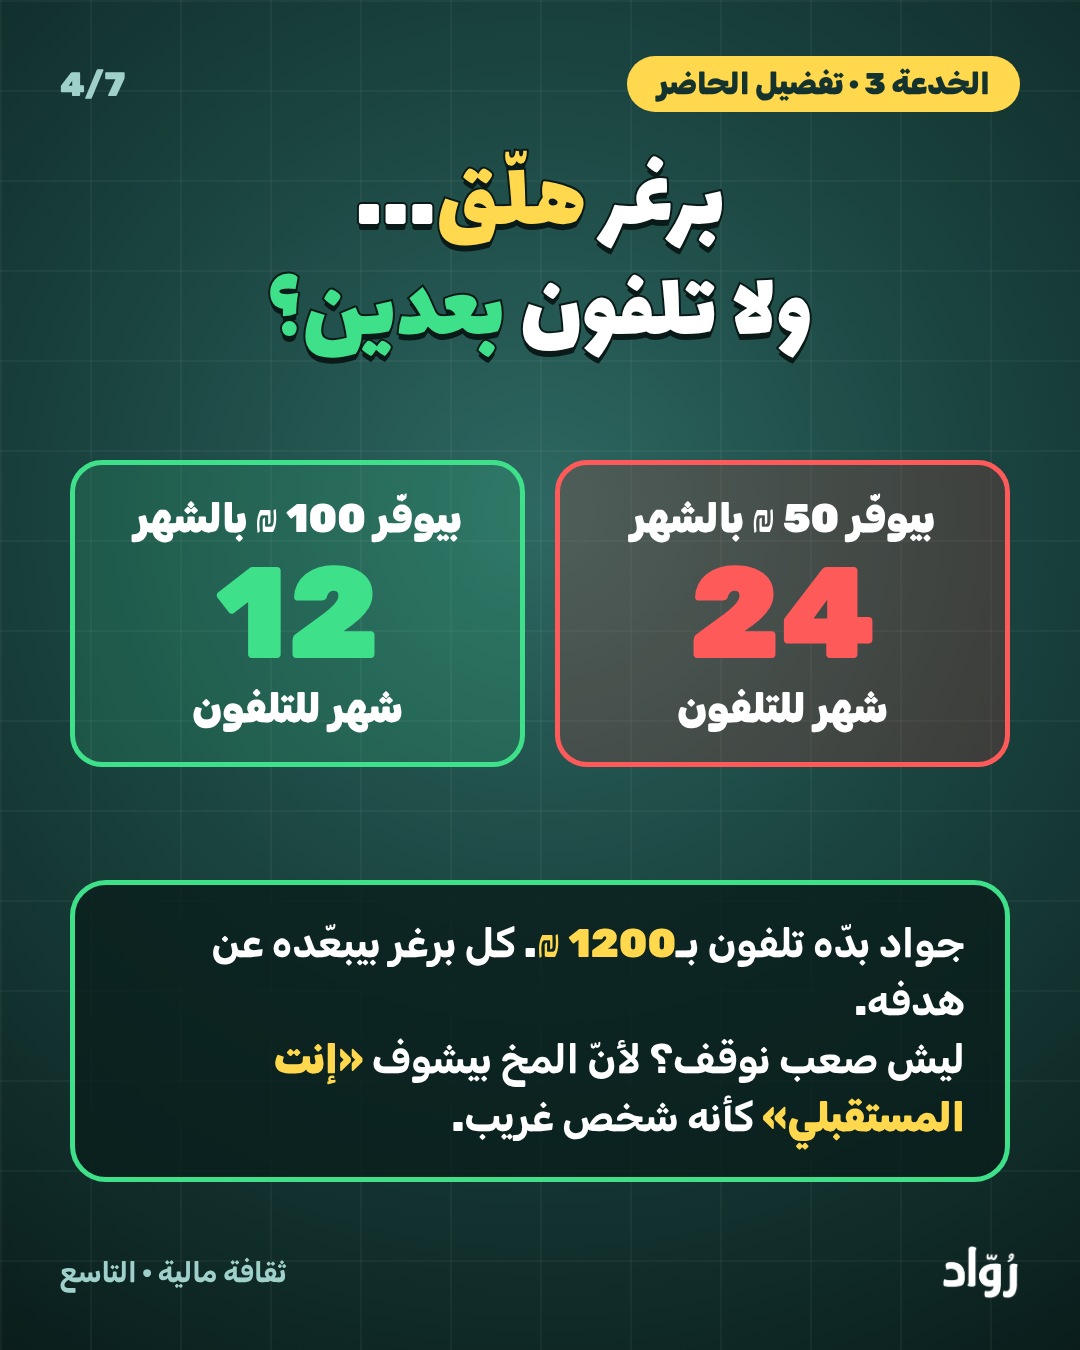 الخدعة 3 • تفضيل الحاضر
4/7
برغر هلّق...
ولا تلفون بعدين؟
بيوفّر 50 ₪ بالشهر
24
شهر للتلفون
بيوفّر 100 ₪ بالشهر
12
شهر للتلفون
جواد بدّه تلفون بـ1200 ₪. كل برغر بيبعّده عن
هدفه.
ليش صعب نوقف؟ لأنّ المخ بيشوف «إنت
المستقبلي» كأنه شخص غريب.
رُوّاد
ثقافة مالية • التاسع